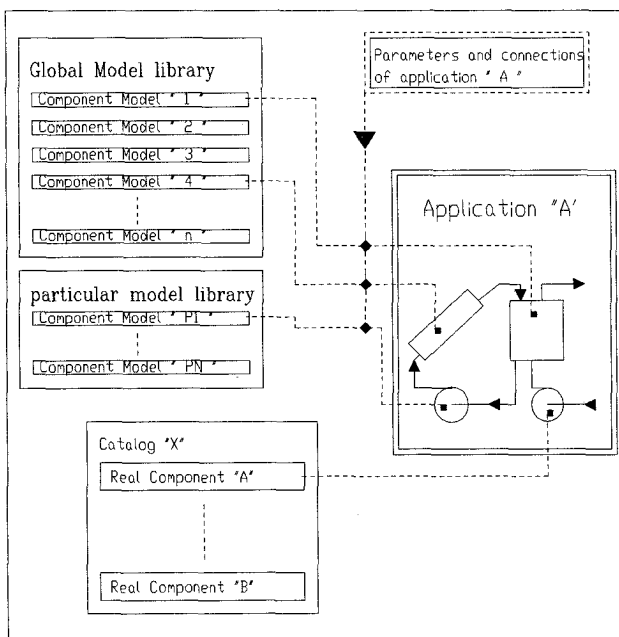 Global Model library
Component Model " 1 "
Component Model " 2 "
Component Model " 3 "
Component Model " 4 "
Component Model " n "
particular model library
Component Model " PI "
Component Model " PN "
Parameters and connections
of application " A "
Application "A'
Catalog "X"
Real Component "A"
Real Component "B"